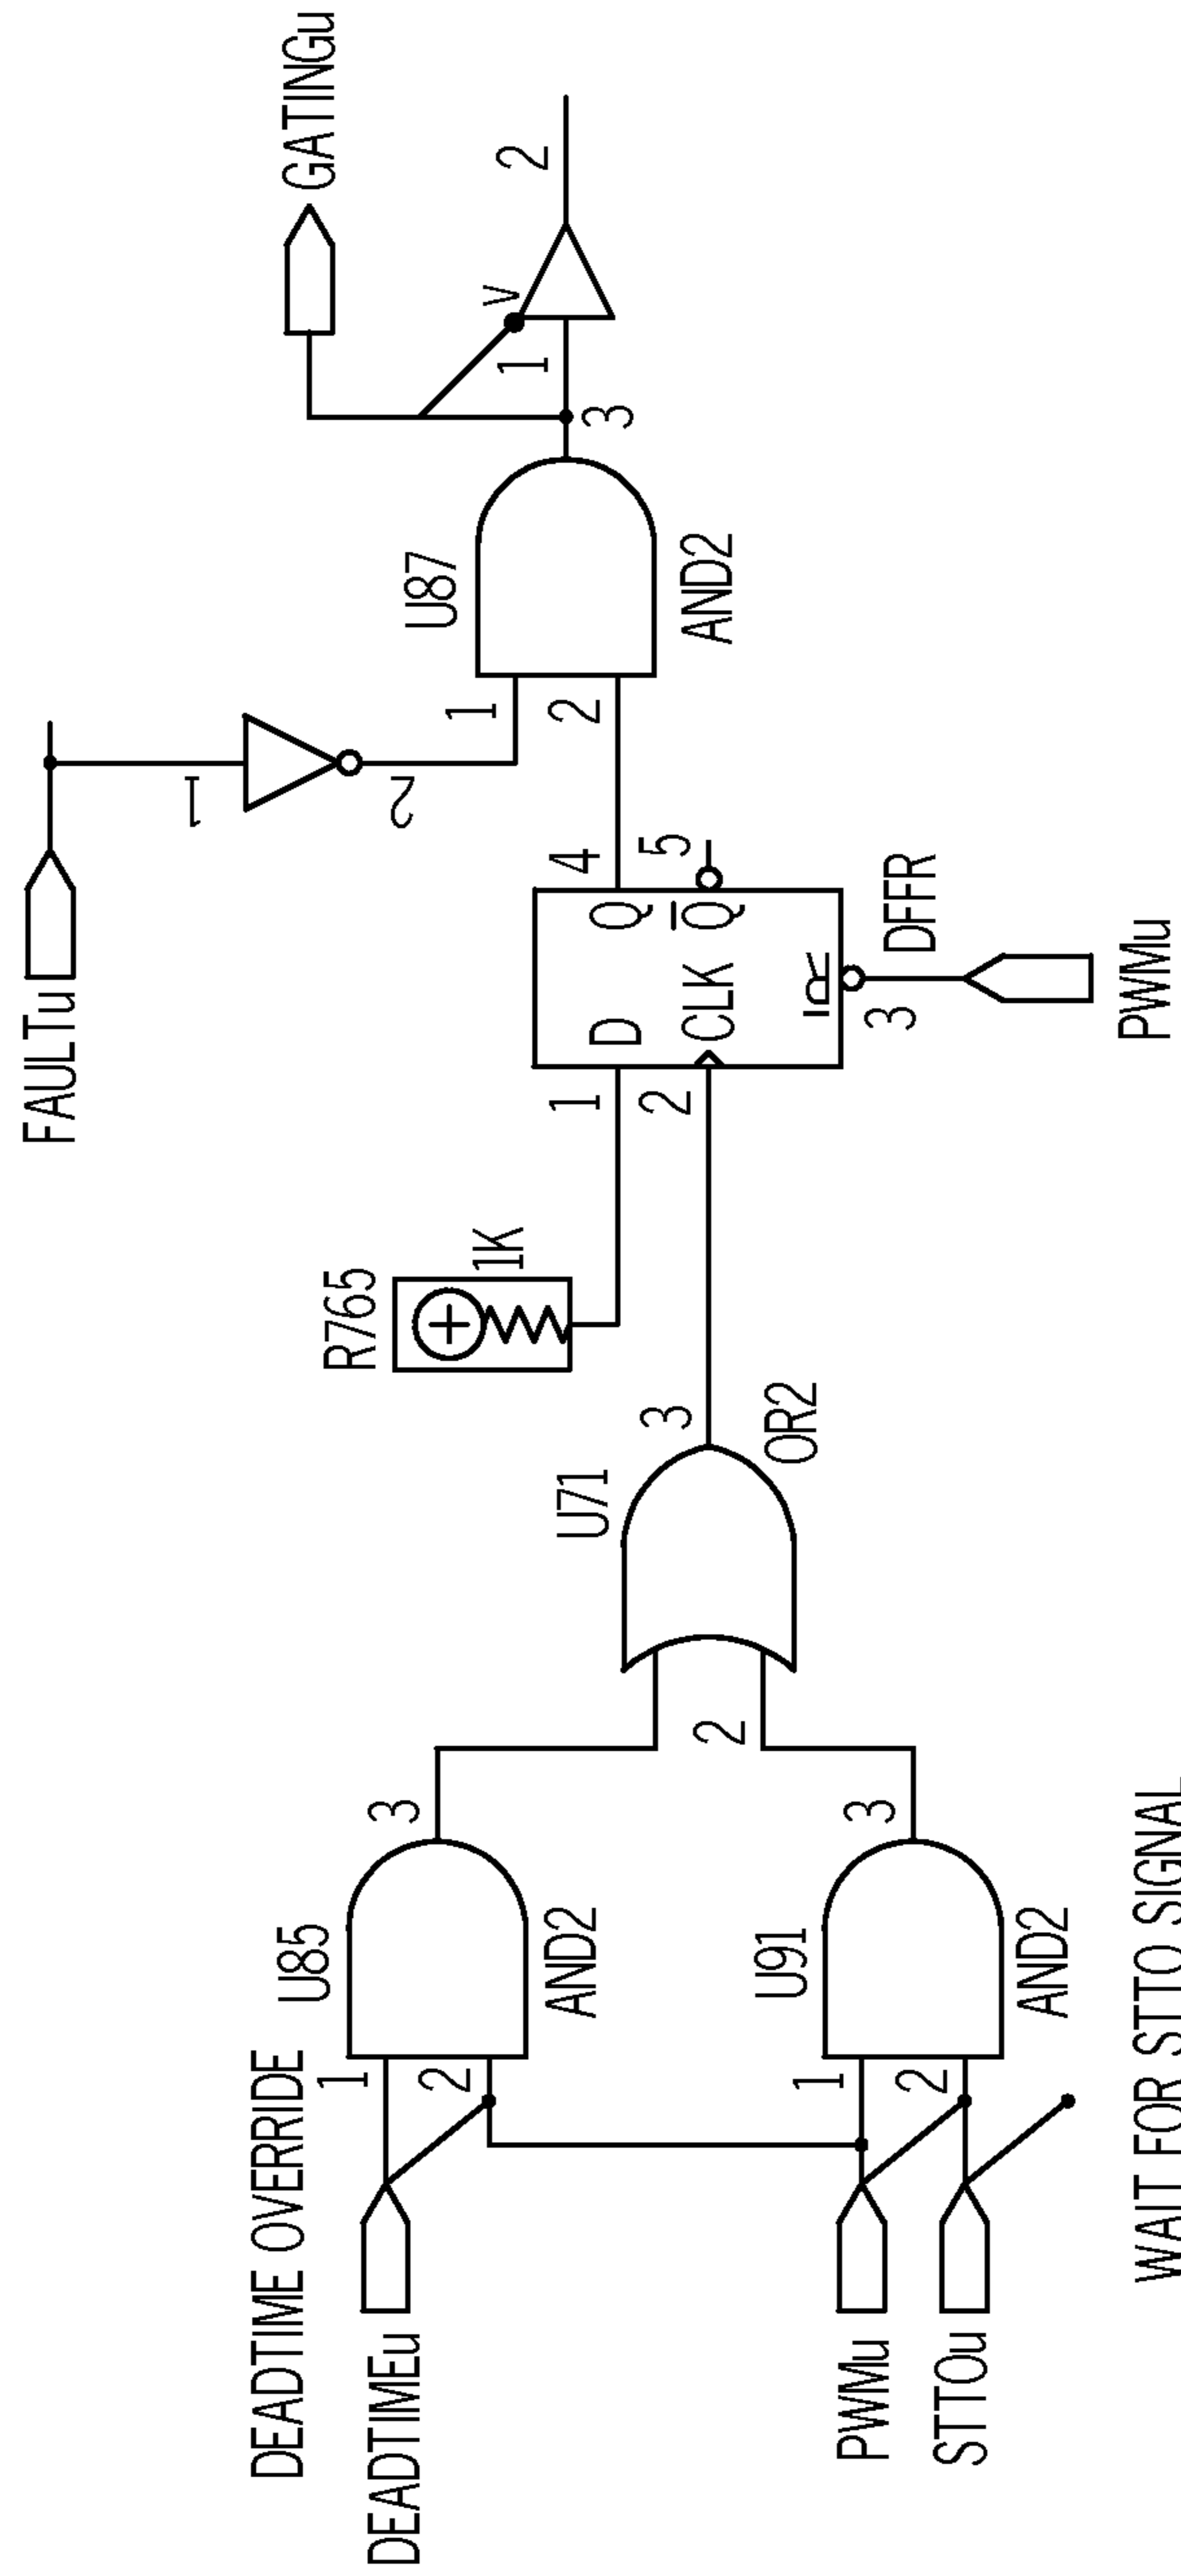 DEADTIME OVERRIDE
DEADTIMEu
1
2
U85
AND2
3
PWMu
STTOu
1
2
U91
AND2
3
WAIT FOR STTO SIGNAL
2
U71
OR2
3
R765
1K
1
2
D
CLK
Q
Q̅
R̅
4
5
3
DFFR
PWMu
FAULTu
1
2
1
2
U87
AND2
3
1
V
2
GATINGu